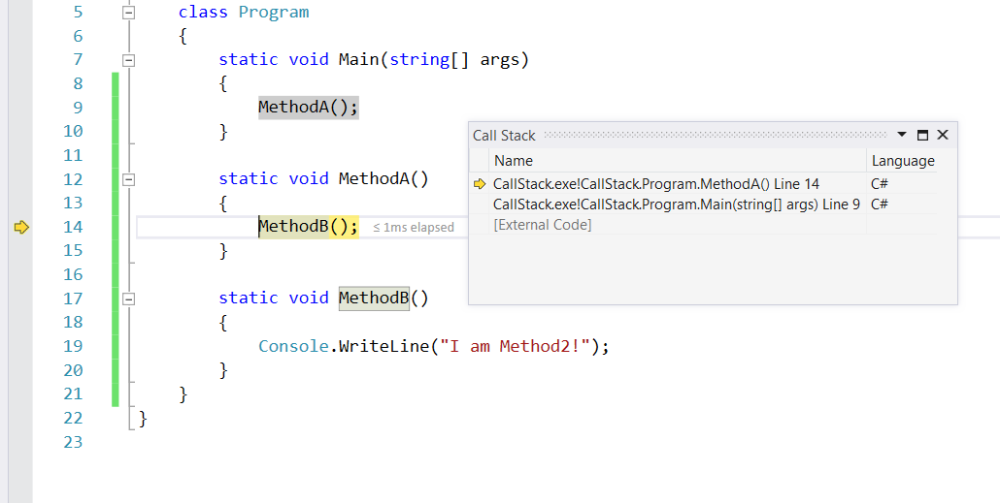 5 class Program
6 {
7 static void Main(string[] args)
8 {
9 MethodA();
10 }
11
12 static void MethodA()
13 {
14 MethodB(); ≤ 1ms elapsed
15 }
16
17 static void MethodB()
18 {
19 Console.WriteLine("I am Method2!");
20 }
21 }
22 }
23
Call Stack
Name Language
CallStack.exe!CallStack.Program.MethodA() Line 14 C#
CallStack.exe!CallStack.Program.Main(string[] args) Line 9 C#
[External Code]